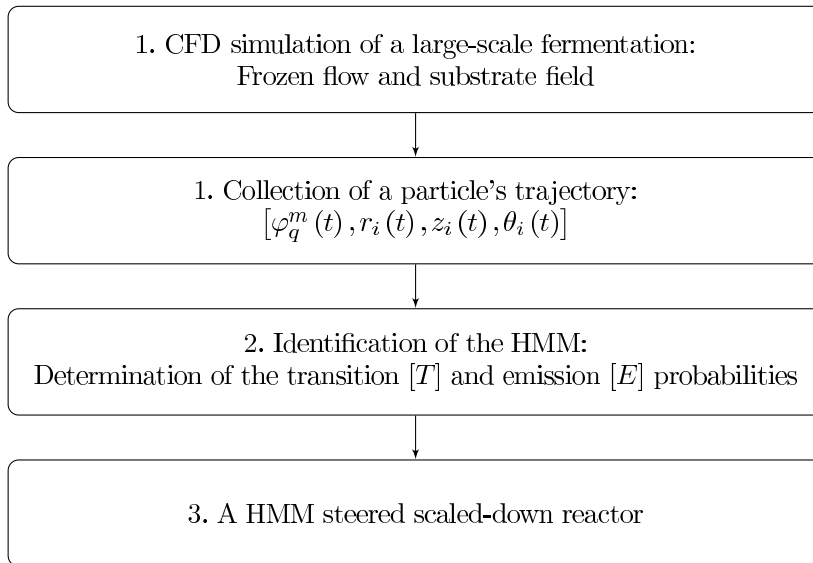 1. CFD simulation of a large-scale fermentation:
Frozen flow and substrate field
1. Collection of a particle's trajectory:
[φ_q^m (t) , r_i (t) , z_i (t) , θ_i (t)]
2. Identification of the HMM:
Determination of the transition [T] and emission [E] probabilities
3. A HMM steered scaled-down reactor